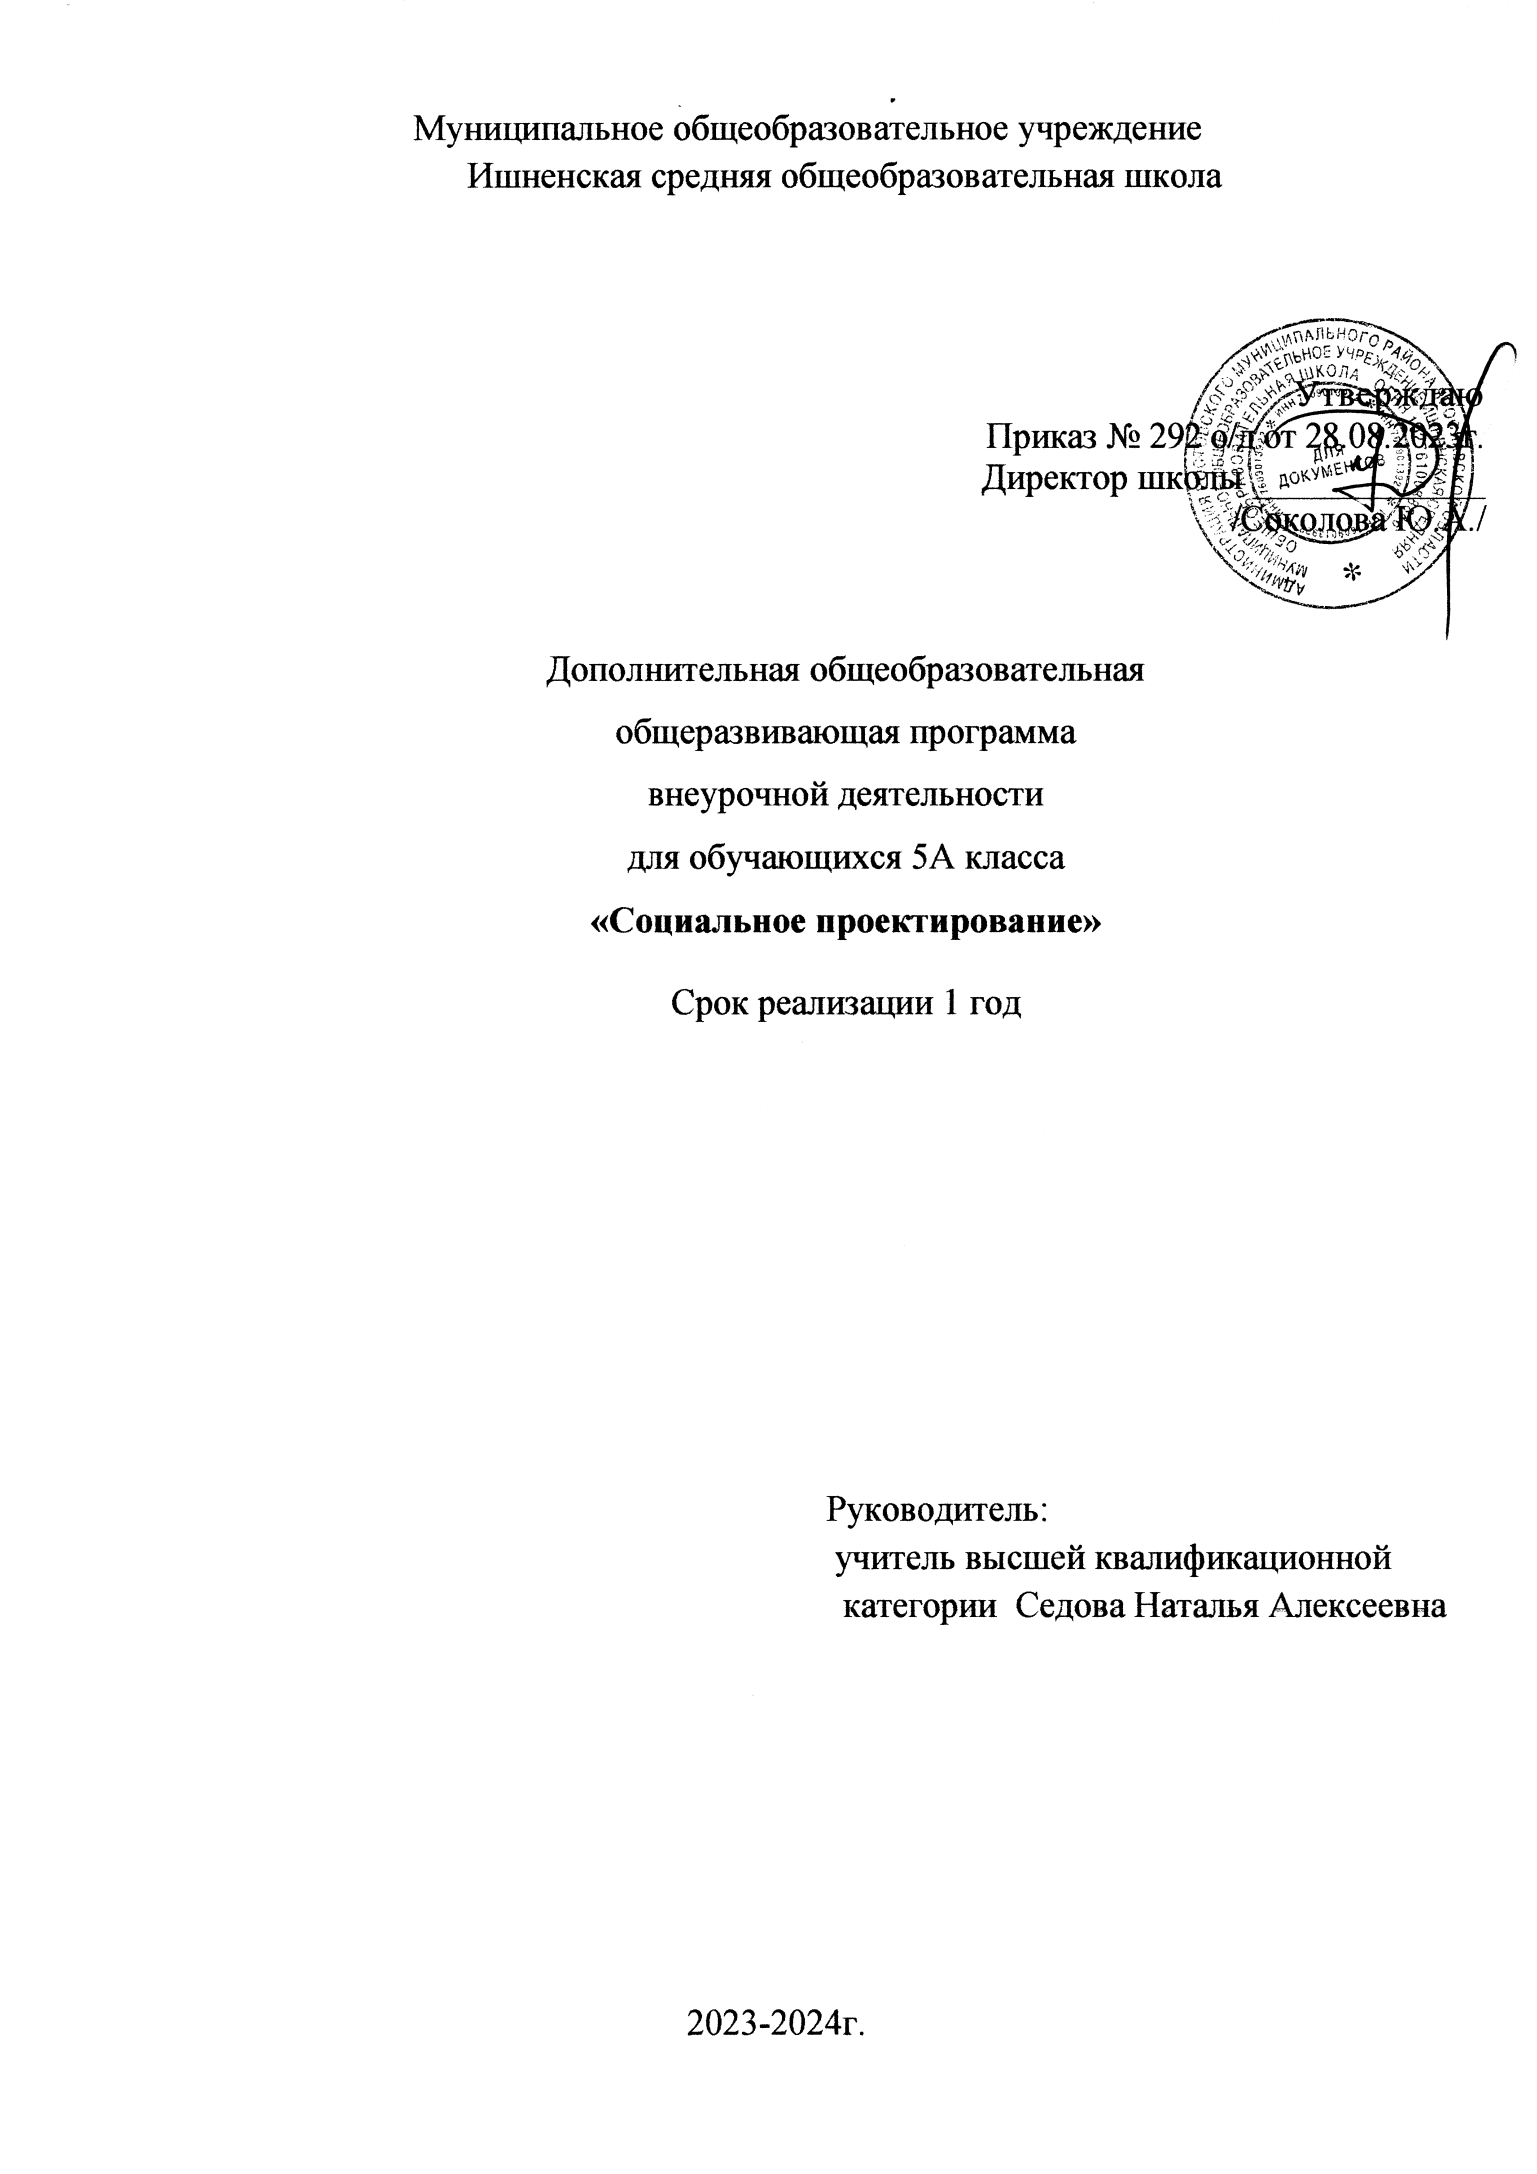 Муниципальное общеобразовательное учреждение
Ишненская средняя общеобразовательная школа
Утверждаю
Приказ № 292 о/д от 28.08.2023г.
Директор школы
/Соколова Ю.А./
ДЛЯ
ДОКУМЕНТОВ
Дополнительная общеобразовательная
общеразвивающая программа
внеурочной деятельности
для обучающихся 5А класса
«Социальное проектирование»
Срок реализации 1 год
Руководитель:
учитель высшей квалификационной
категории  Седова Наталья Алексеевна
2023-2024г.